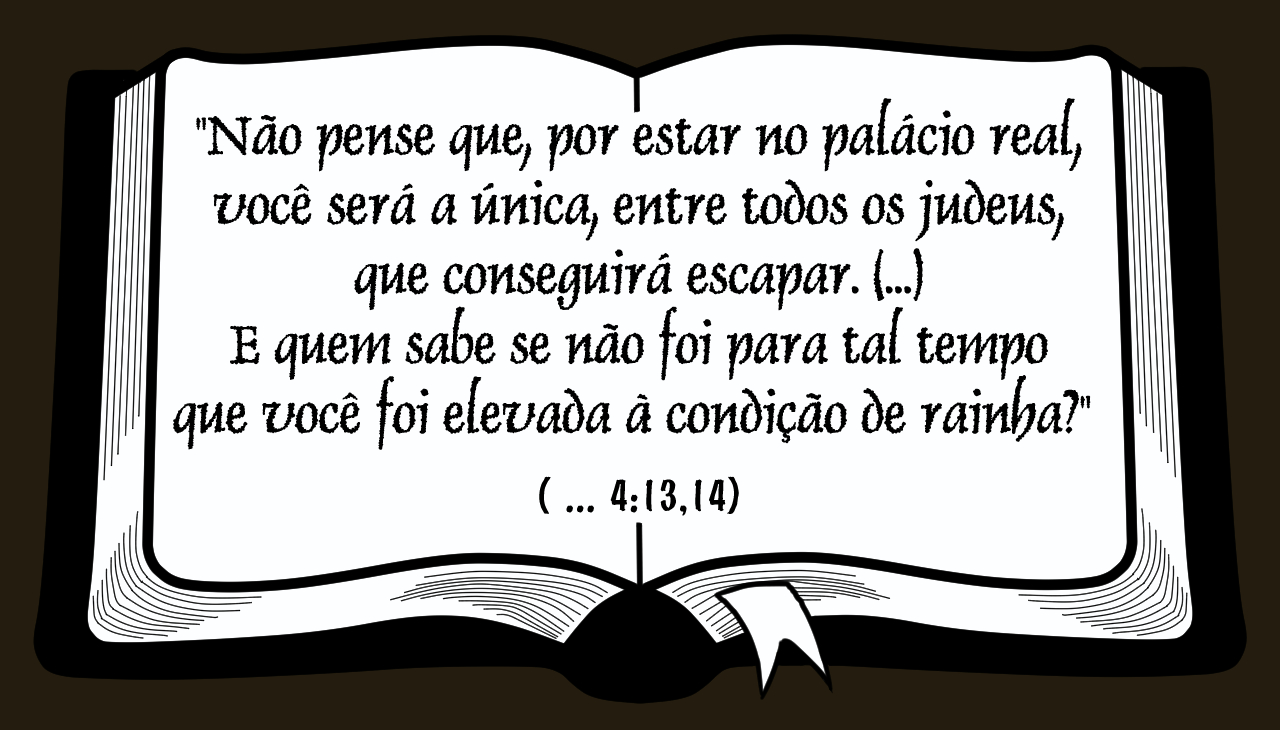 "Não pense que, por estar no palácio real,
você será a única, entre todos os judeus,
que conseguirá escapar. (...)
E quem sabe se não foi para tal tempo
que você foi elevada à condição de rainha?"
( ... 4:13,14)